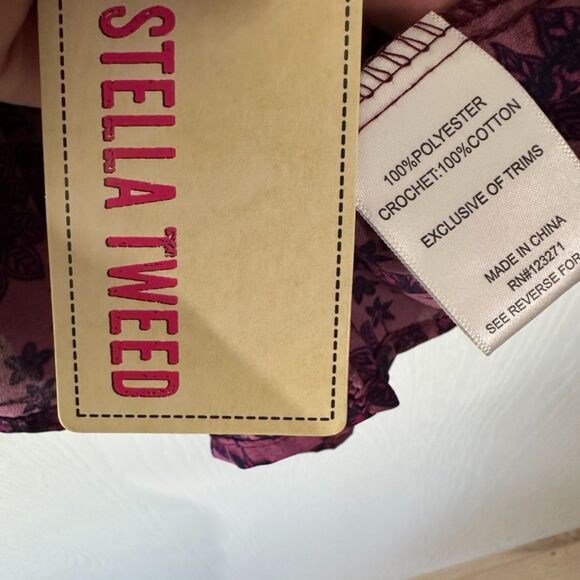 STELLA TWEED
100%POLYESTER
CROCHET:100%COTTON
EXCLUSIVE OF TRIMS
MADE IN CHINA
RN#123271
SEE REVERSE FOR